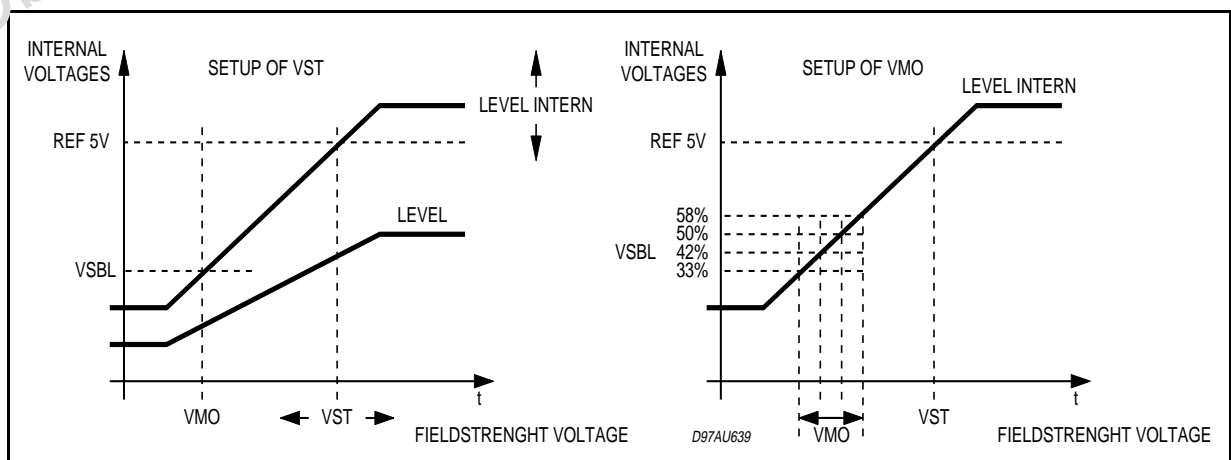 INTERNAL
VOLTAGES
SETUP OF VST
LEVEL INTERN
REF 5V
LEVEL
VSBL
t
VMO
VST
FIELDSTRENGHT VOLTAGE
INTERNAL
VOLTAGES
SETUP OF VMO
LEVEL INTERN
REF 5V
58%
50%
VSBL 42%
33%
t
D97AU639
VMO
VST
FIELDSTRENGHT VOLTAGE